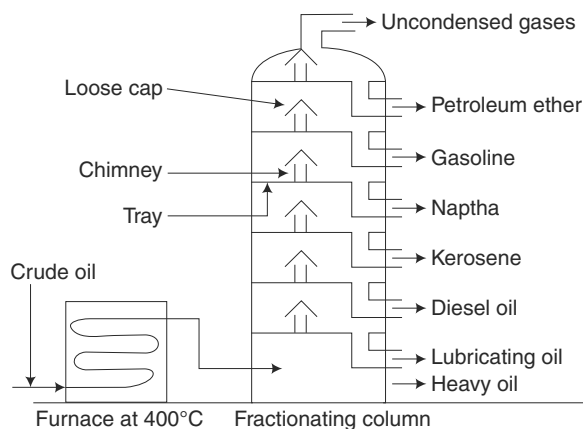 Uncondensed gases
Loose cap
Petroleum ether
Gasoline
Chimney
Naptha
Tray
Kerosene
Crude oil
Diesel oil
Lubricating oil
Heavy oil
Furnace at 400°C
Fractionating column